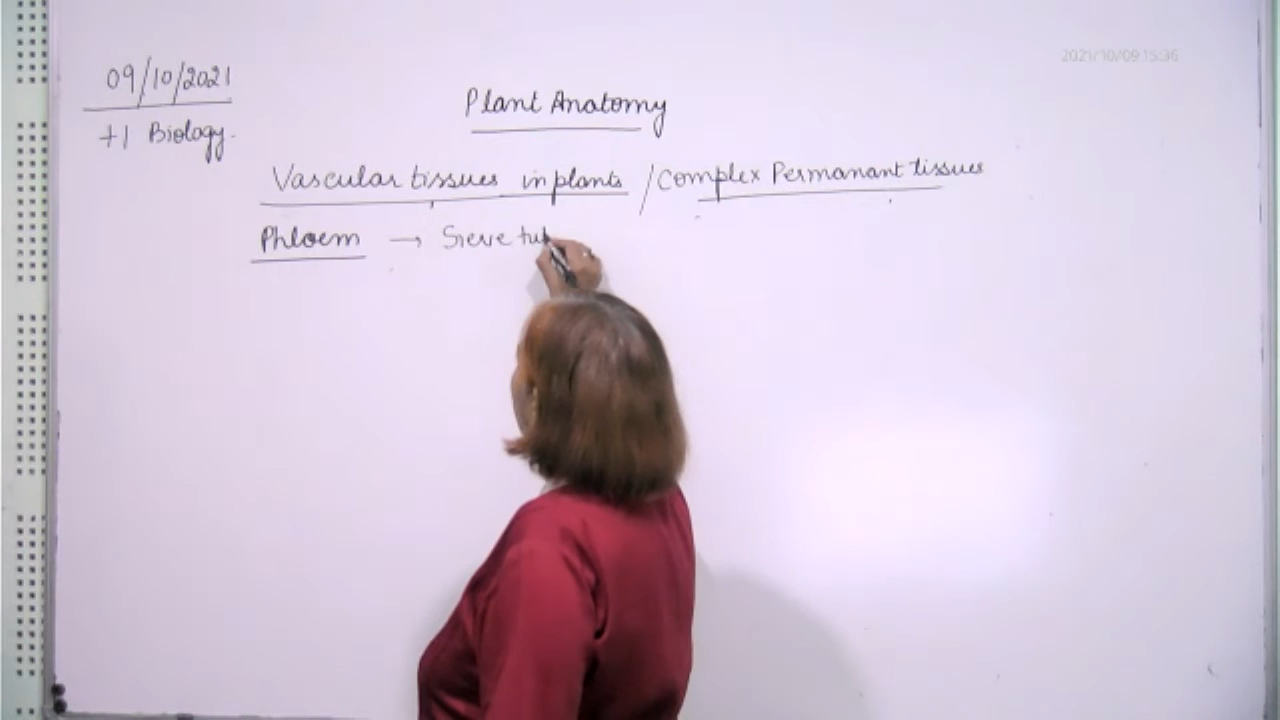 2021/10/09 15:36
09/10/2021
Plant Anatomy
+1 Biology.
Vascular tissues in plants / Complex Permanant tissues
Phloem → Sieve tub